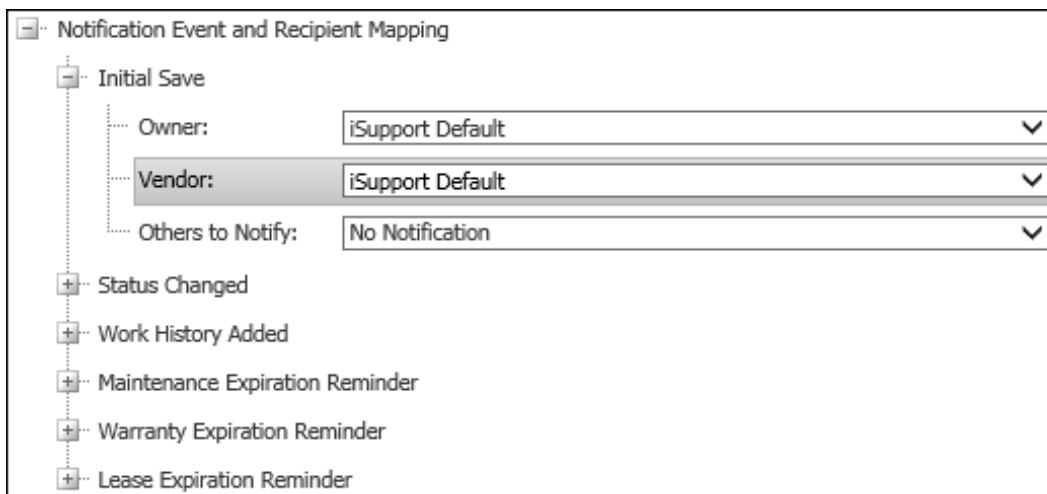 Notification Event and Recipient Mapping
Initial Save
Owner: iSupport Default
Vendor: iSupport Default
Others to Notify: No Notification
Status Changed
Work History Added
Maintenance Expiration Reminder
Warranty Expiration Reminder
Lease Expiration Reminder